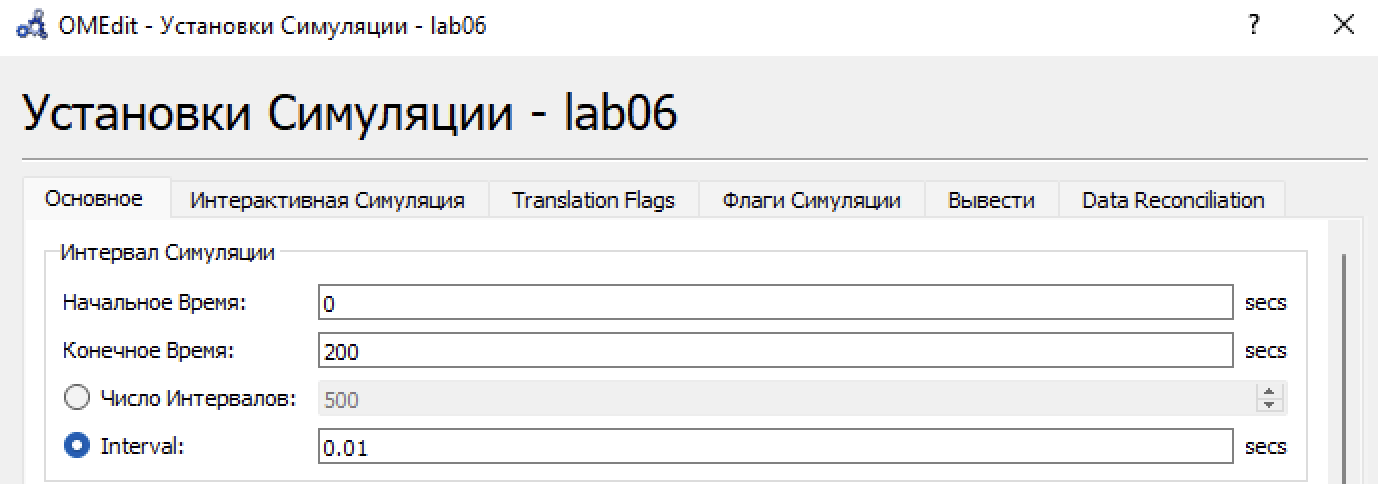 OMEdit - Установки Симуляции - lab06 ?
Установки Симуляции - lab06
Основное Интерактивная Симуляция Translation Flags Флаги Симуляции Вывести Data Reconciliation
Интервал Симуляции
Начальное Время: 0 secs
Конечное Время: 200 secs
Число Интервалов: 500
Interval: 0.01 secs